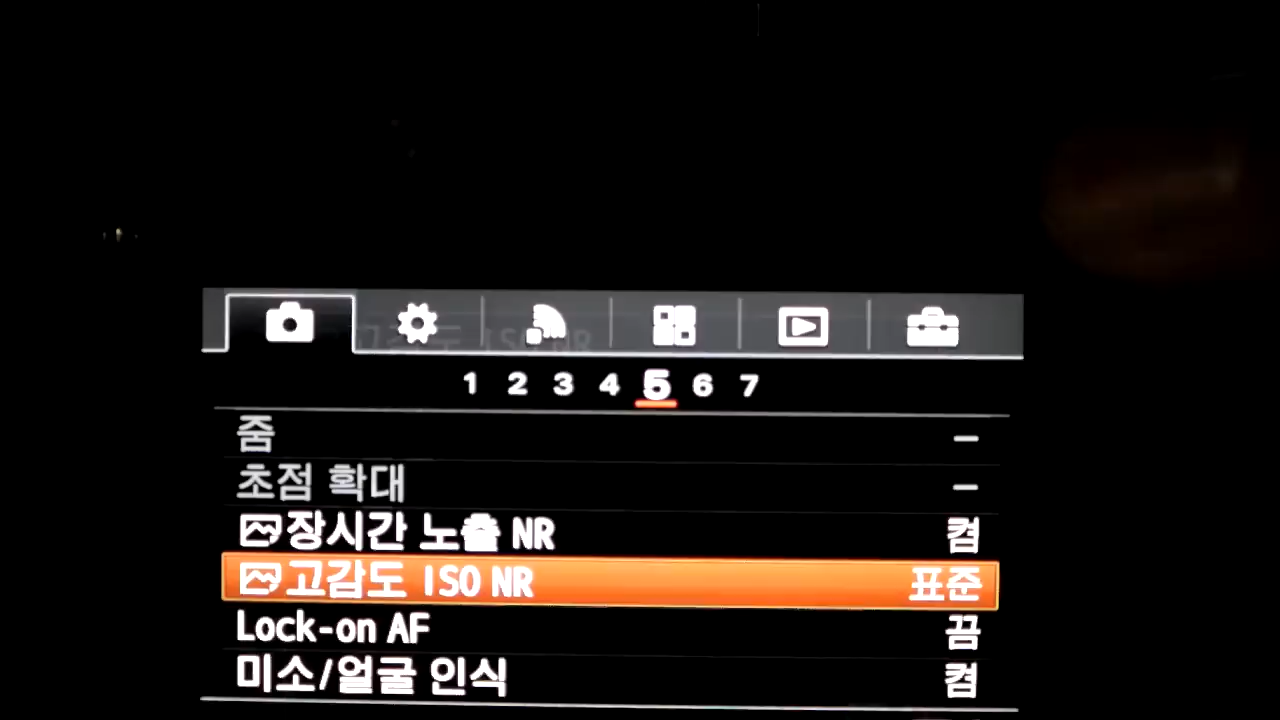 1 2 3 4 5 6 7
줌 –
초점 확대 –
장시간 노출 NR 켬
고감도 ISO NR 표준
Lock-on AF 끔
미소/얼굴 인식 켬